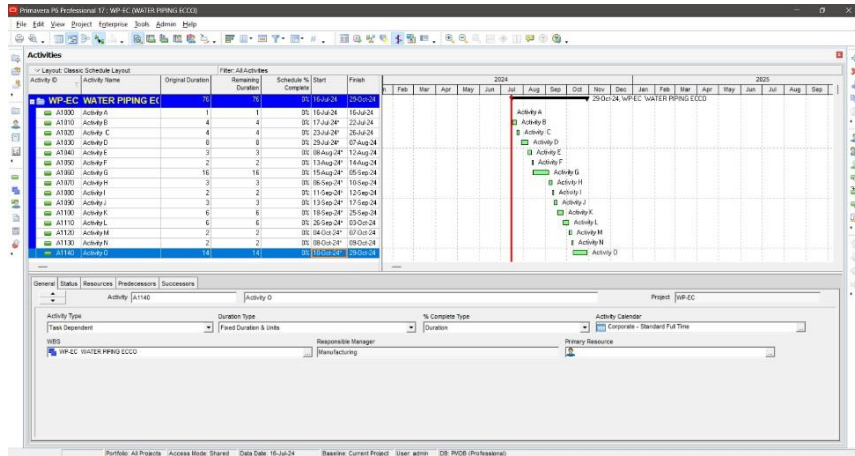 Primavera P6 Professional 17 : WP-EC (WATER PIPING ECCO)
File Edit View Project Enterprise Tools Admin Help
Activities
Layout: Classic Schedule Layout Filter: All Activities
Activity ID Activity Name Original Duration Remaining Duration Schedule % Complete Start Finish 2024 2025
n Feb Mar Apr May Jun Jul Aug Sep Oct Nov Dec Jan Feb Mar Apr May Jun Jul Aug Sep
WP-EC WATER PIPING E( 76 76 0% 16-Jul-24 29-Oct-24 29-Oct-24, WP-EC WATER PIPING ECCO
A1000 Activity A 1 1 0% 16-Jul-24 16-Jul-24 Activity A
A1010 Activity B 4 4 0% 17-Jul-24* 22-Jul-24 Activity B
A1020 Activity C 4 4 0% 23-Jul-24* 26-Jul-24 Activity C
A1030 Activity D 8 8 0% 29-Jul-24* 07-Aug-24 Activity D
A1040 Activity E 3 3 0% 08-Aug-24* 12-Aug-24 Activity E
A1050 Activity F 2 2 0% 13-Aug-24* 14-Aug-24 Activity F
A1060 Activity G 16 16 0% 15-Aug-24* 05-Sep-24 Activity G
A1070 Activity H 3 3 0% 06-Sep-24* 10-Sep-24 Activity H
A1080 Activity I 2 2 0% 11-Sep-24* 12-Sep-24 Activity I
A1090 Activity J 3 3 0% 13-Sep-24* 17-Sep-24 Activity J
A1100 Activity K 6 6 0% 18-Sep-24* 25-Sep-24 Activity K
A1110 Activity L 6 6 0% 26-Sep-24* 03-Oct-24 Activity L
A1120 Activity M 2 2 0% 04-Oct-24* 07-Oct-24 Activity M
A1130 Activity N 2 2 0% 08-Oct-24* 09-Oct-24 Activity N
A1140 Activity O 14 14 0% 10-Oct-24* 29-Oct-24 Activity O
General Status Resources Predecessors Successors
Activity A1140 Activity O Project WP-EC
Activity Type Duration Type % Complete Type Activity Calendar
Task Dependent Fixed Duration & Units Duration Corporate - Standard Full Time
WBS Responsible Manager Primary Resource
WP-EC WATER PIPING ECCO Manufacturing
Portfolio: All Projects Access Mode: Shared Data Date: 16-Jul-24 Baseline: Current Project User: admin DB: PMDB (Professional)